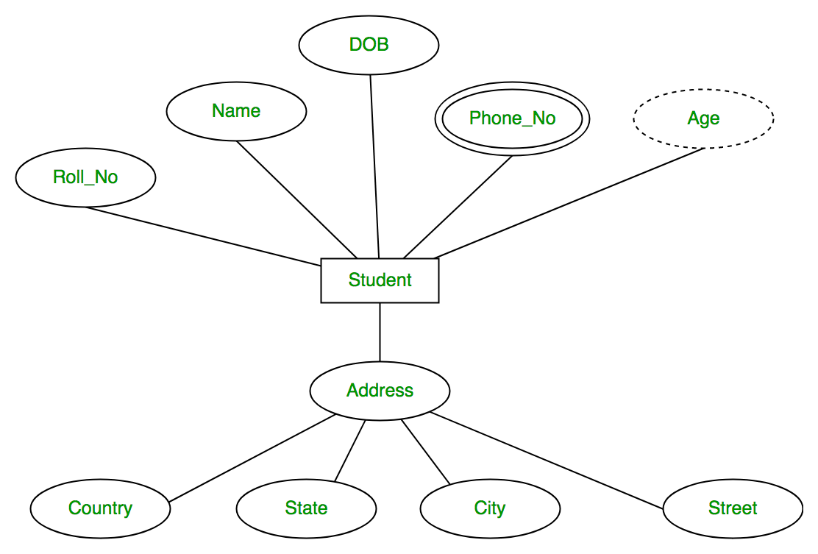 DOB
Name
Phone_No
Age
Roll_No
Student
Address
Country
State
City
Street